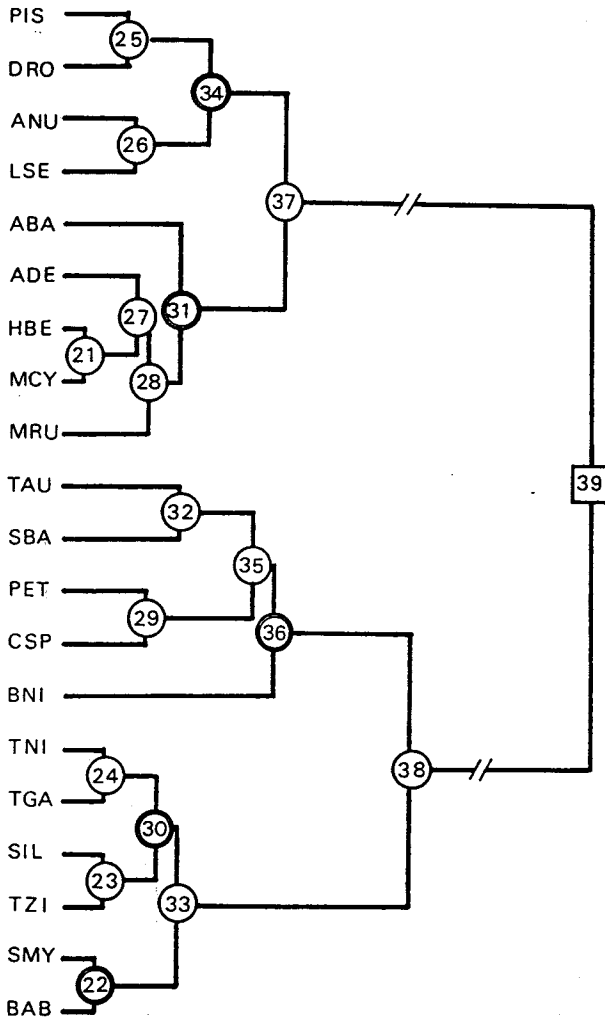 PIS
25
DRO
34
ANU
26
LSE
37
ABA
ADE
27
31
HBE
21
MCY
28
MRU
TAU
39
32
SBA
35
PET
29
36
CSP
BNI
TNI
24
38
TGA
30
SIL
23
TZI
33
SMY
22
BAB